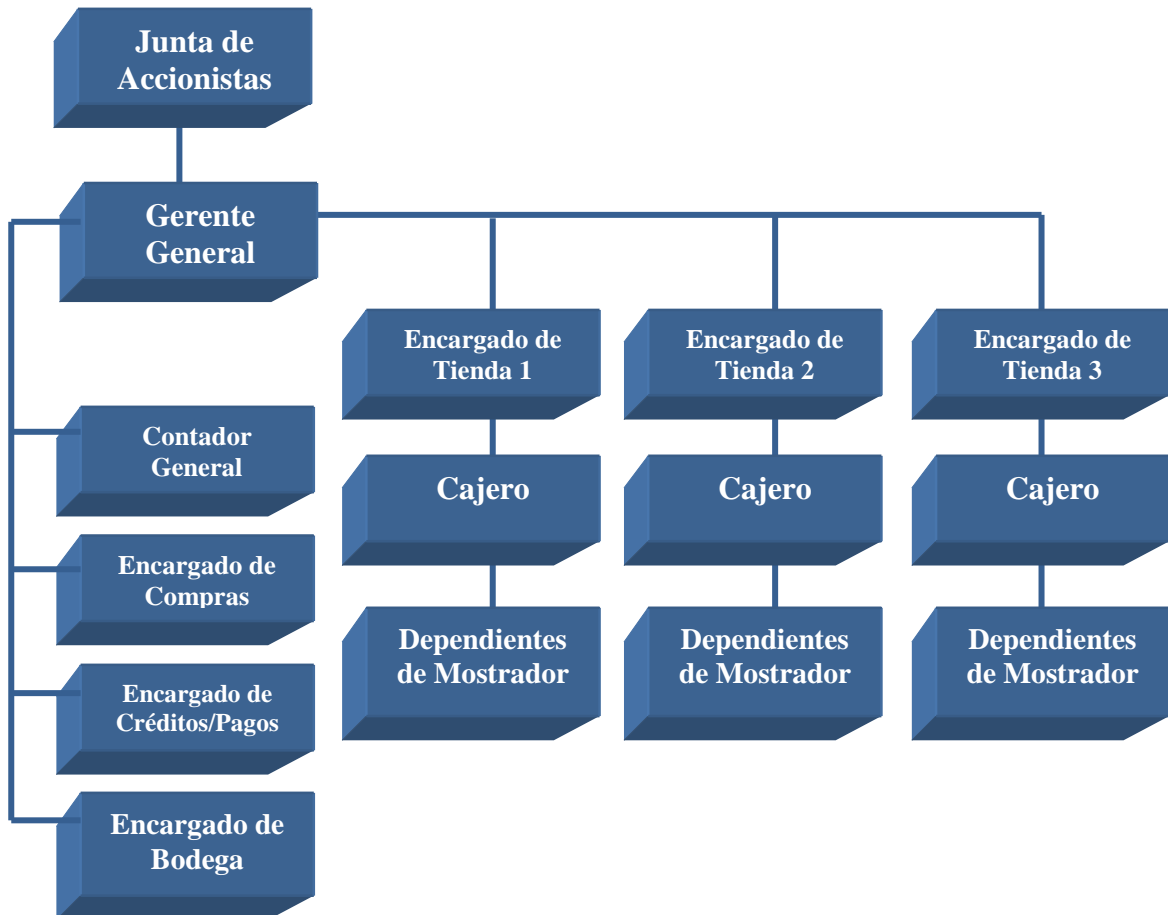 Junta de
Accionistas
Gerente
General
Encargado de
Tienda 1
Encargado de
Tienda 2
Encargado de
Tienda 3
Contador
General
Cajero
Cajero
Cajero
Encargado de
Compras
Dependientes
de Mostrador
Dependientes
de Mostrador
Dependientes
de Mostrador
Encargado de
Créditos/Pagos
Encargado de
Bodega